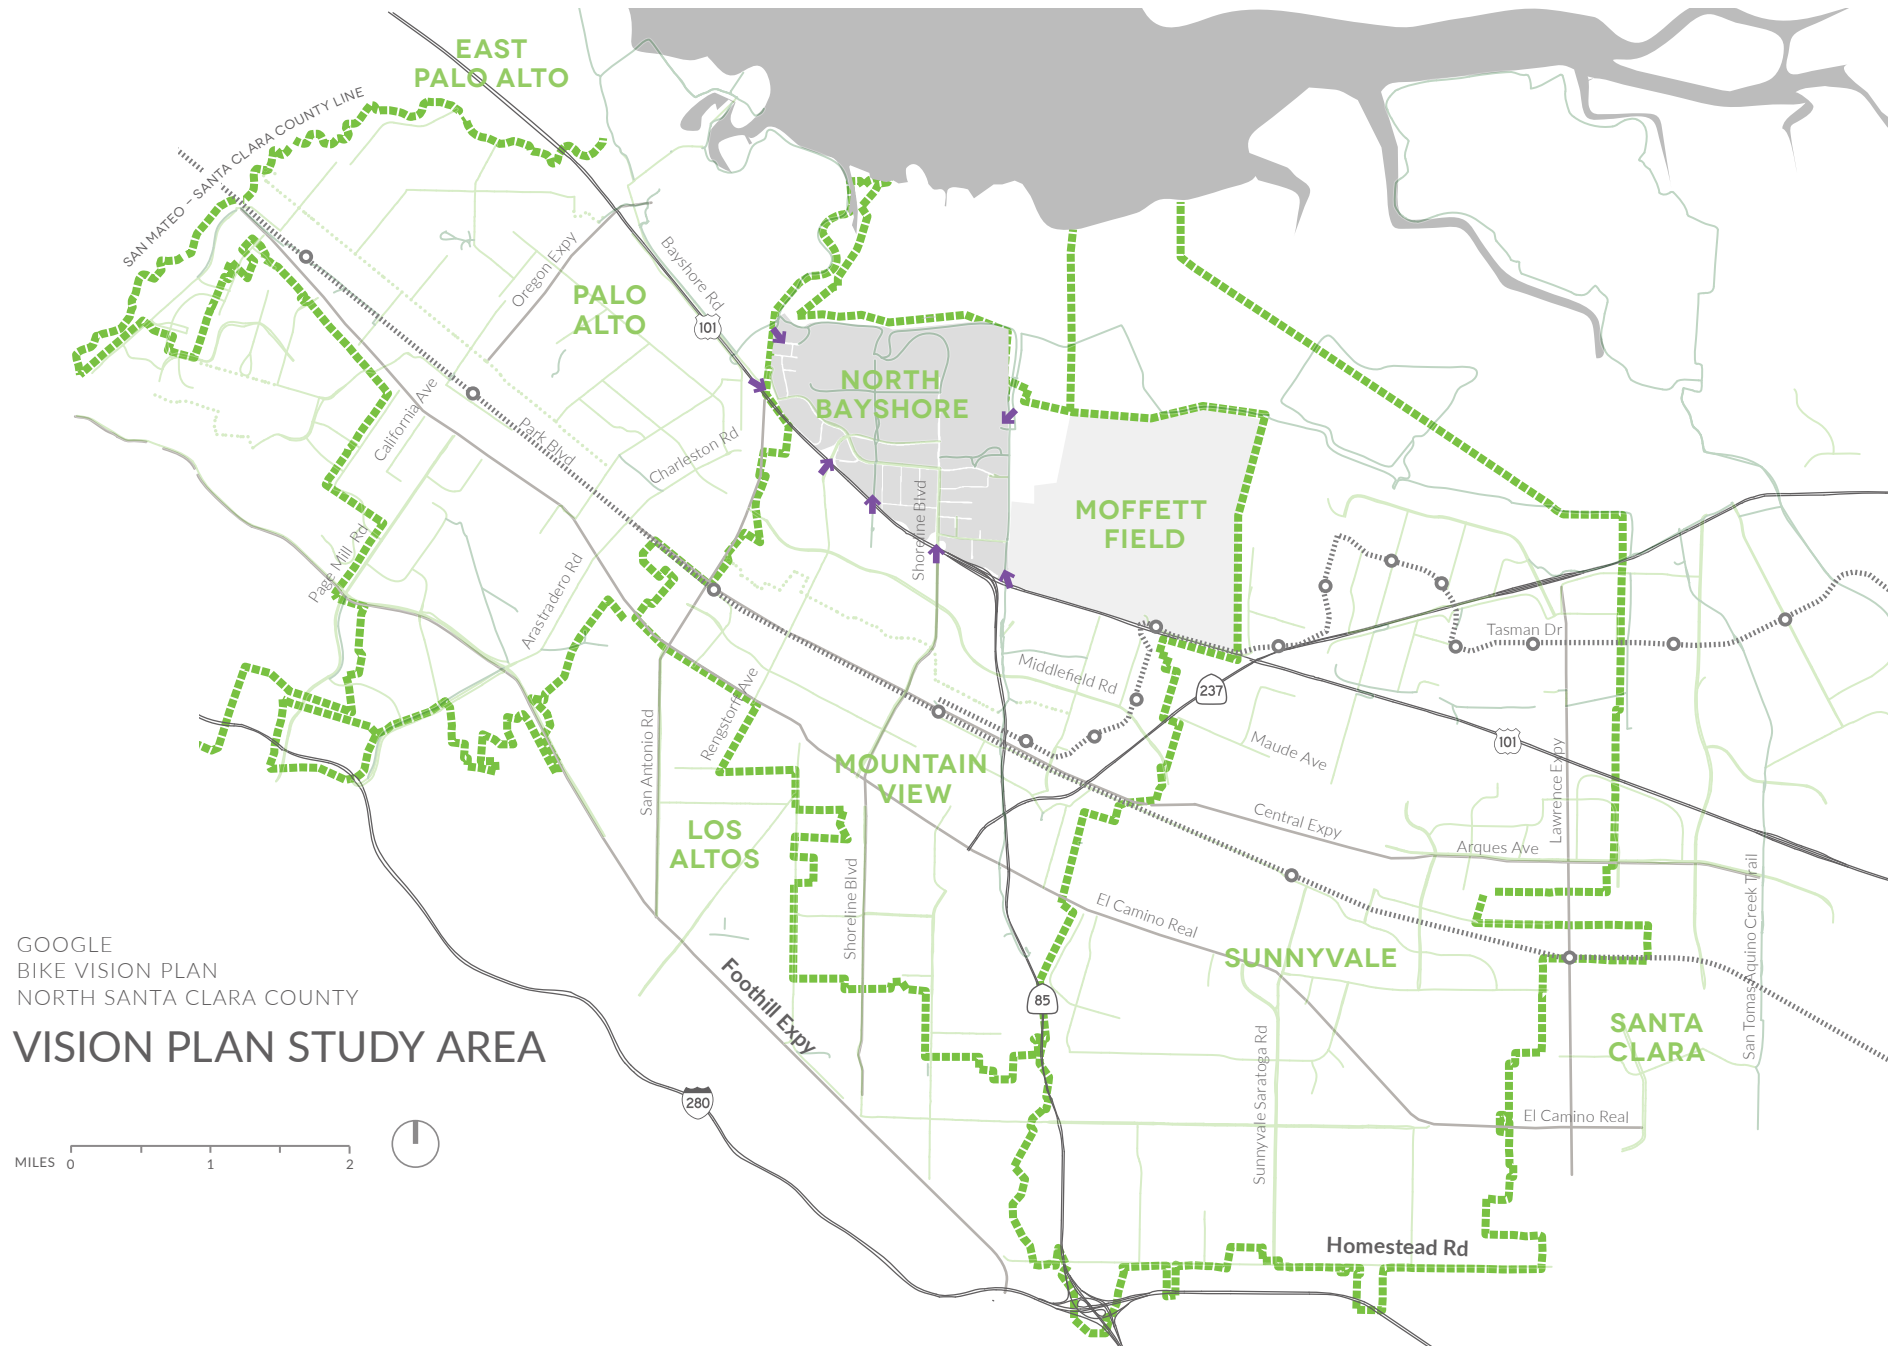 EAST
PALO ALTO
SAN MATEO – SANTA CLARA COUNTY LINE
Oregon Expy
Bayshore Rd
PALO
ALTO
101
NORTH
BAYSHORE
California Ave
Park Blvd
Charleston Rd
Shoreline Blvd
MOFFETT
FIELD
Page Mill Rd
Arastradero Rd
Tasman Dr
Middlefield Rd
237
San Antonio Rd
Rengstorff Ave
Maude Ave
101
Lawrence Expy
MOUNTAIN
VIEW
Central Expy
LOS
ALTOS
Arques Ave
Shoreline Blvd
El Camino Real
San Tomas Aquino Creek Trail
SUNNYVALE
GOOGLE
BIKE VISION PLAN
NORTH SANTA CLARA COUNTY
VISION PLAN STUDY AREA
Foothill Expy
85
SANTA
CLARA
Sunnyvale Saratoga Rd
280
El Camino Real
MILES 0 1 2
Homestead Rd